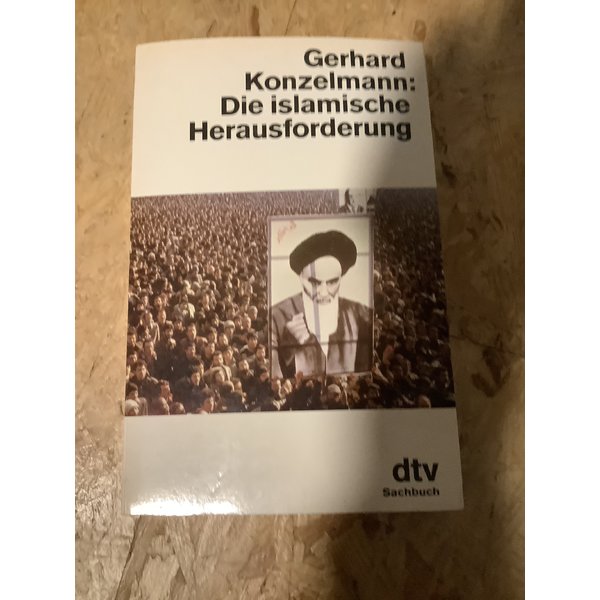 Gerhard
Konzelmann:
Die islamische
Herausforderung
dtv
Sachbuch